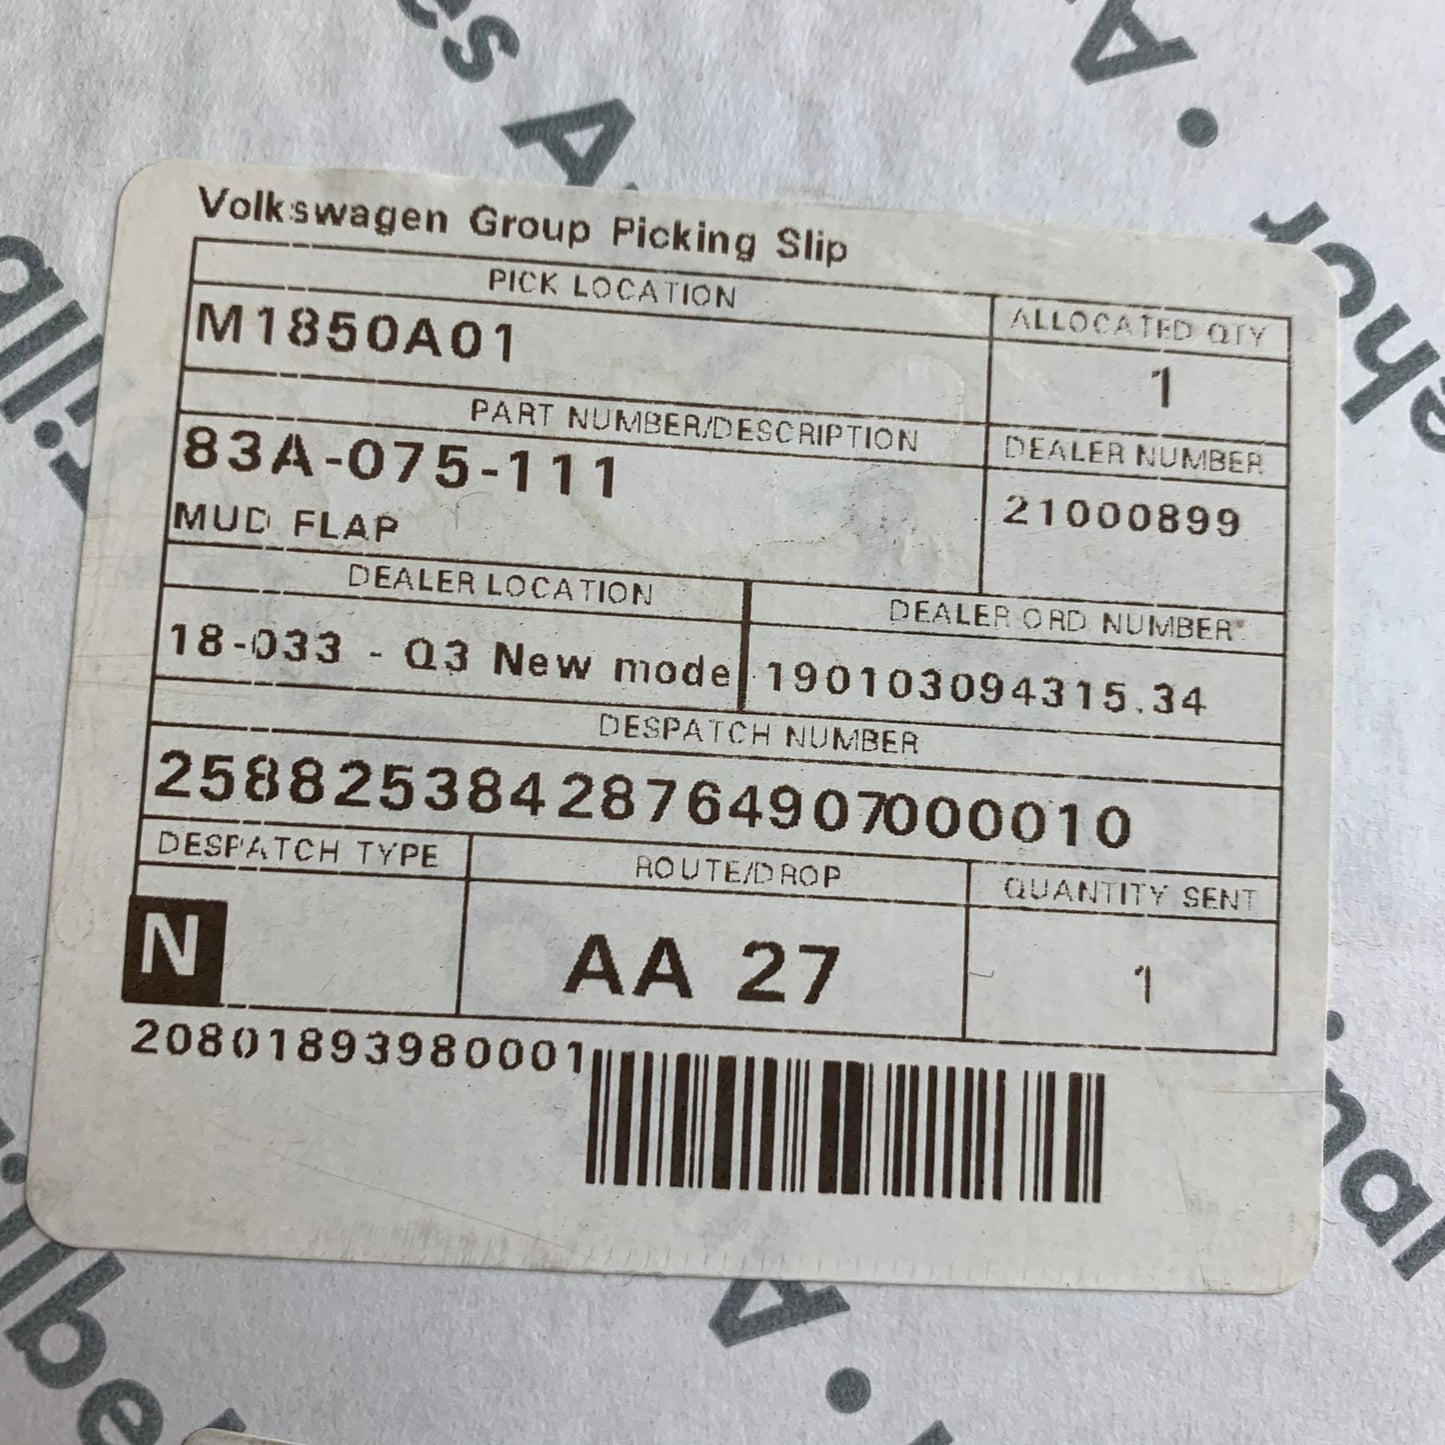 Volkswagen Group Picking Slip
PICK LOCATION
ALLOCATED QTY
M1850A01
1
PART NUMBER/DESCRIPTION
DEALER NUMBER
83A-075-111
21000899
MUD FLAP
DEALER LOCATION
DEALER ORD NUMBER
18-033 - Q3 New mode
190103094315.34
DESPATCH NUMBER
25882538428764907000010
DESPATCH TYPE
ROUTE/DROP
QUANTITY SENT
N
AA 27
1
20801893980001